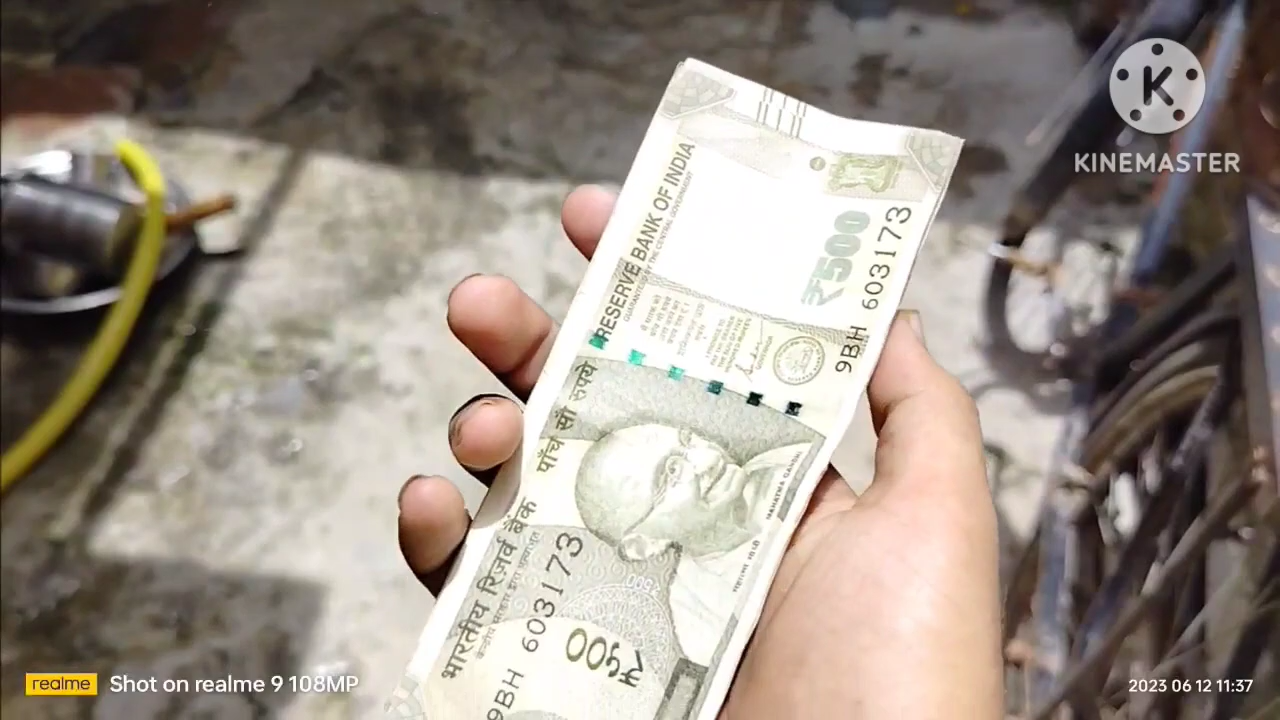 KINEMASTER
RESERVE BANK OF INDIA
GUARANTEED BY THE CENTRAL GOVERNMENT
₹500
9BH 603173
भारतीय रिज़र्व बैंक
पाँच सौ रुपये
MAHATMA GANDHI
9BH 603173
₹500
realme
Shot on realme 9 108MP
2023 06 12 11:37